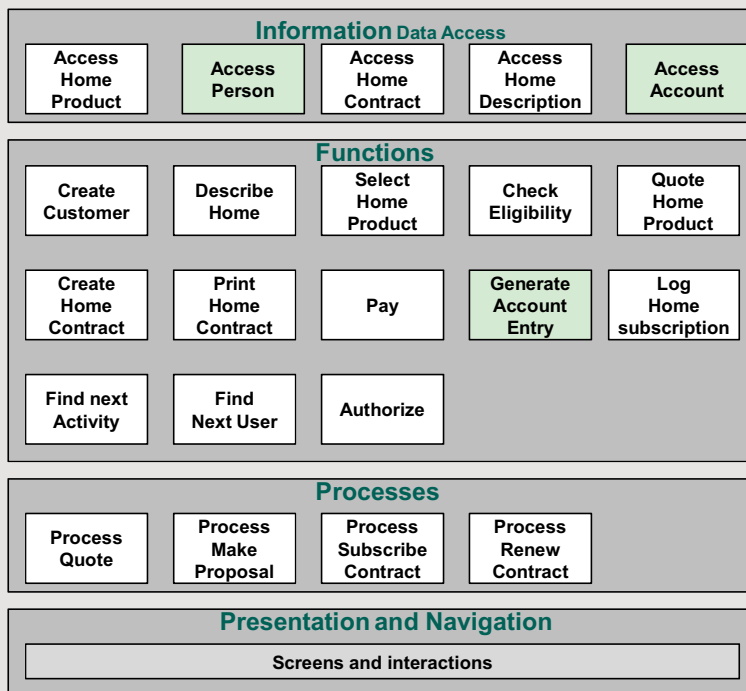 Information Data Access
Access
Home
Product
Access
Person
Access
Home
Contract
Access
Home
Description
Access
Account
Functions
Create
Customer
Describe
Home
Select
Home
Product
Check
Eligibility
Quote
Home
Product
Create
Home
Contract
Print
Home
Contract
Pay
Generate
Account
Entry
Log
Home
subscription
Find next
Activity
Find
Next User
Authorize
Processes
Process
Quote
Process
Make
Proposal
Process
Subscribe
Contract
Process
Renew
Contract
Presentation and Navigation
Screens and interactions